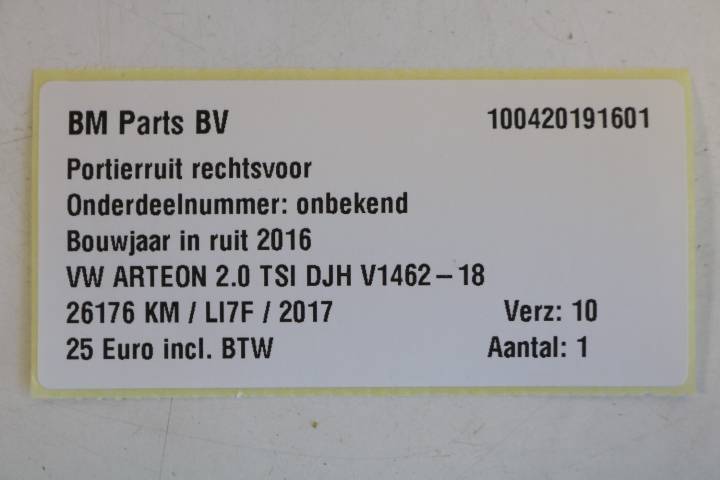 BM Parts BV 100420191601
Portierruit rechtsvoor
Onderdeelnummer: onbekend
Bouwjaar in ruit 2016
VW ARTEON 2.0 TSI DJH V1462-18
26176 KM / LI7F / 2017 Verz: 10
25 Euro incl. BTW Aantal: 1